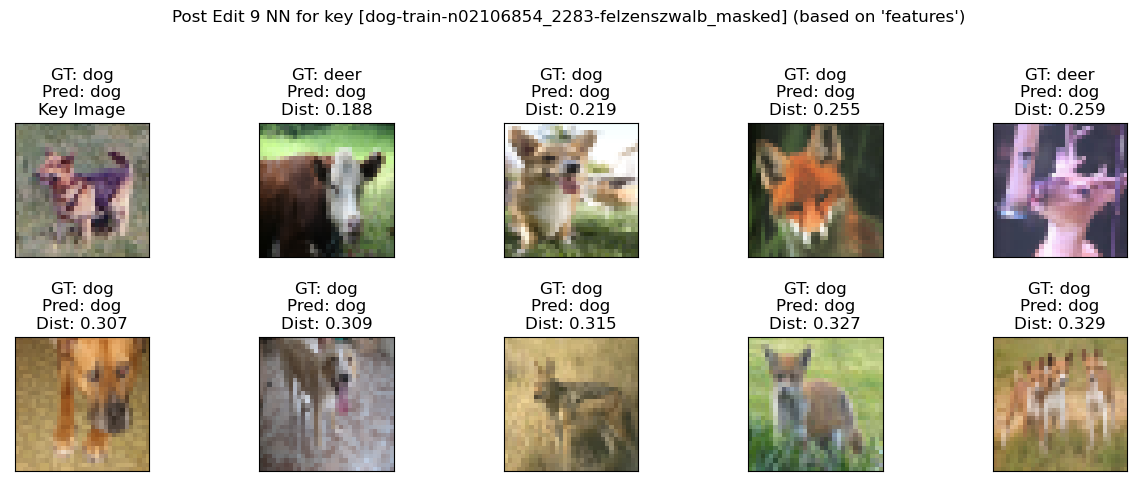 Post Edit 9 NN for key [dog-train-n02106854_2283-felzenszwalb_masked] (based on 'features')
GT: dog
Pred: dog
Key Image
GT: deer
Pred: dog
Dist: 0.188
GT: dog
Pred: dog
Dist: 0.219
GT: dog
Pred: dog
Dist: 0.255
GT: deer
Pred: dog
Dist: 0.259
GT: dog
Pred: dog
Dist: 0.307
GT: dog
Pred: dog
Dist: 0.309
GT: dog
Pred: dog
Dist: 0.315
GT: dog
Pred: dog
Dist: 0.327
GT: dog
Pred: dog
Dist: 0.329